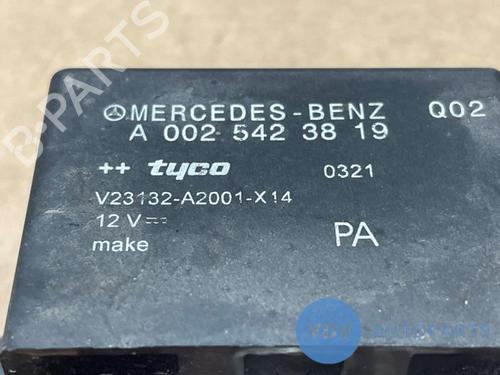 MERCEDES-BENZ Q02
A 002 542 38 19
++ tyco 0321
V23132-A2001-X14
12 V
make PA
B-PARTS